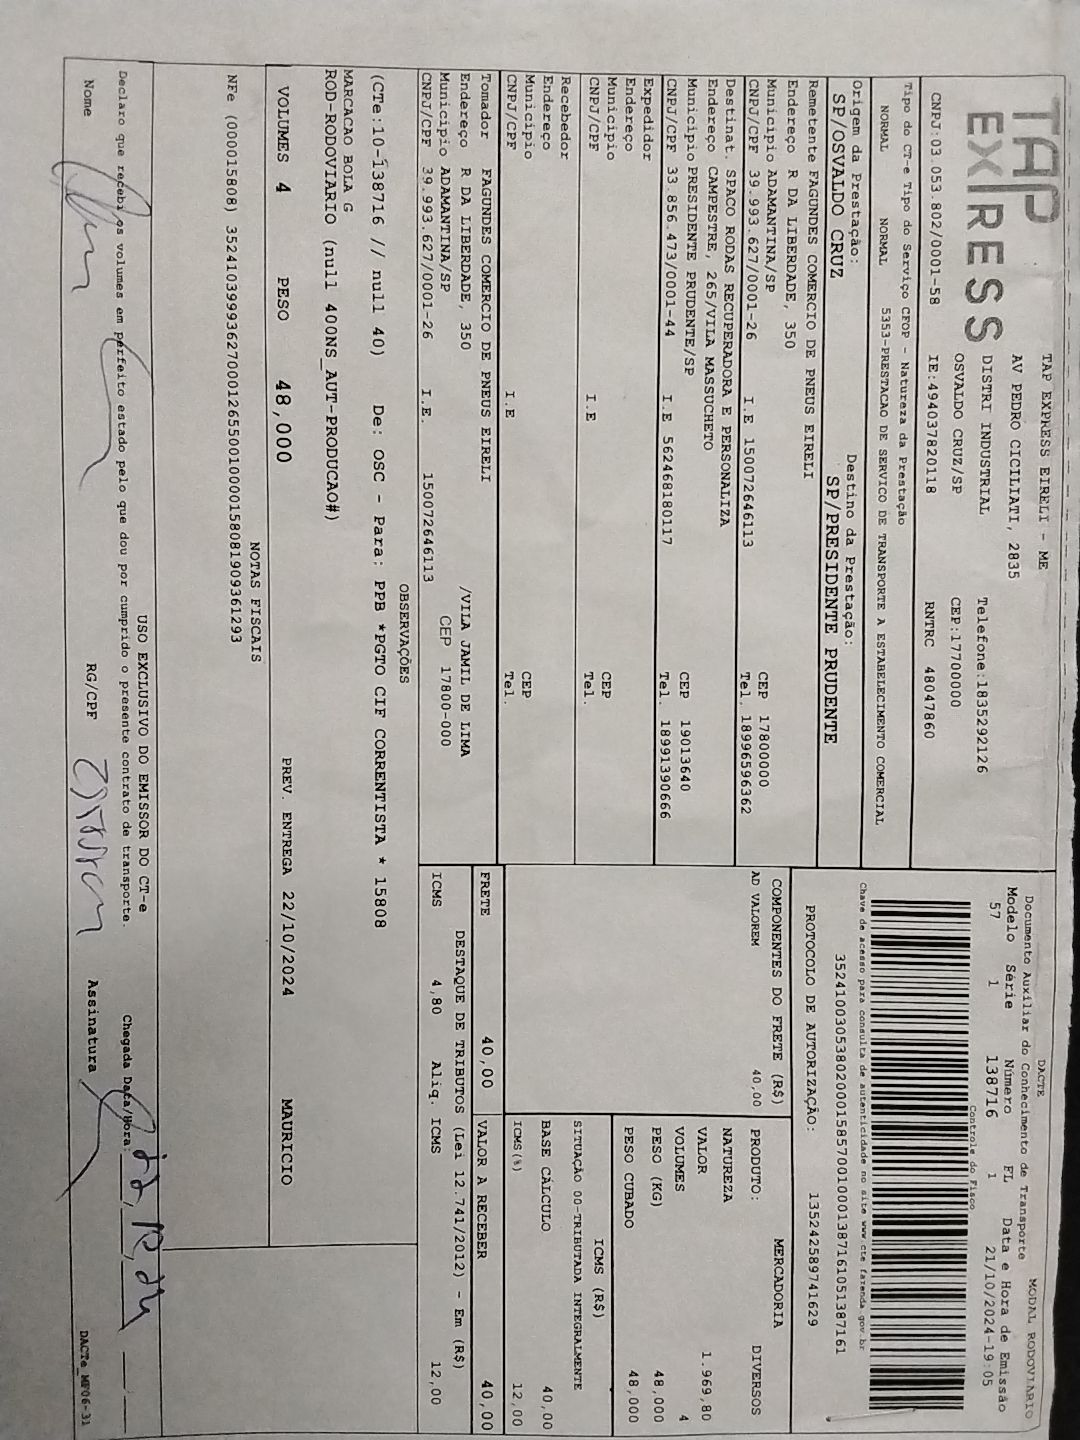 TAP
EXPRESS
TAP EXPRESS EIRELI - ME
AV PEDRO CICILIATI, 2835
DISTRI INDUSTRIAL
Telefone:1835292126
OSVALDO CRUZ/SP
CEP:17700000
CNPJ:03.053.802/0001-58
IE:494037820118
RNTRC 48047860
DACTE
MODAL RODOVIARIO
Documento Auxiliar do Conhecimento de Transporte
Modelo Série Número FL Data e Hora de Emissão
57 1 138716 1 21/10/2024-19:05
Controle do Fisco
Chave de acesso para consulta de autenticidade no site www.cte.fazenda.gov.br
35241003053802000158570010001387161051387161
PROTOCOLO DE AUTORIZAÇÃO: 135242589741629
Tipo do CT-e Tipo do Serviço CFOP - Natureza da Prestação
NORMAL NORMAL 5353-PRESTACAO DE SERVICO DE TRANSPORTE A ESTABELECIMENTO COMERCIAL
Origem da Prestação: Destino da Prestação:
SP/OSVALDO CRUZ SP/PRESIDENTE PRUDENTE
Remetente FAGUNDES COMERCIO DE PNEUS EIRELI
Endereço R DA LIBERDADE, 350
Municipio ADAMANTINA/SP CEP 17800000
CNPJ/CPF 39.993.627/0001-26 I.E 150072646113 Tel. 18996596362
Destinat. SPACO RODAS RECUPERADORA E PERSONALIZA
Endereço CAMPESTRE, 265/VILA MASSUCHETO
Municipio PRESIDENTE PRUDENTE/SP CEP 19013640
CNPJ/CPF 33.856.473/0001-44 I.E 562468180117 Tel. 18991390666
Expedidor
Endereço
Municipio CEP
CNPJ/CPF I.E Tel.
Recebedor
Endereço
Municipio CEP
CNPJ/CPF I.E Tel.
Tomador FAGUNDES COMERCIO DE PNEUS EIRELI
Endereço R DA LIBERDADE, 350 /VILA JAMIL DE LIMA
Municipio ADAMANTINA/SP CEP 17800-000
CNPJ/CPF 39.993.627/0001-26 I.E. 150072646113
COMPONENTES DO FRETE (R$)
AD VALOREM 40,00
PRODUTO: MERCADORIA
NATUREZA DIVERSOS
VALOR 1.969,80
VOLUMES 4
PESO (KG) 48,000
PESO CUBADO 48,000
ICMS (R$)
SITUAÇÃO 00-TRIBUTADA INTEGRALMENTE
BASE CÁLCULO 40,00
ICMS(%) 12,00
FRETE 40,00 VALOR A RECEBER 40,00
DESTAQUE DE TRIBUTOS (Lei 12.741/2012) - Em (R$)
ICMS 4,80 Aliq. ICMS 12,00
OBSERVAÇÕES
(CTe:10-138716 // null 40) De: OSC - Para: PPB *PGTO CIF CORRENTISTA * 15808
MARCACAO BOLA G
ROD-RODOVIARIO (null 400NS_AUT-PRODUCAO#)
VOLUMES 4 PESO 48,000 PREV. ENTREGA 22/10/2024 MAURICIO
NOTAS FISCAIS
NFe (000015808) 35241039993627000126550010000158081909361293
USO EXCLUSIVO DO EMISSOR DO CT-e
Declaro que recebi os volumes em perfeito estado pelo que dou por cumprido o presente contrato de transporte.
Chegada Data/Hora:
Nome RG/CPF Assinatura
DACTe_MP06-31